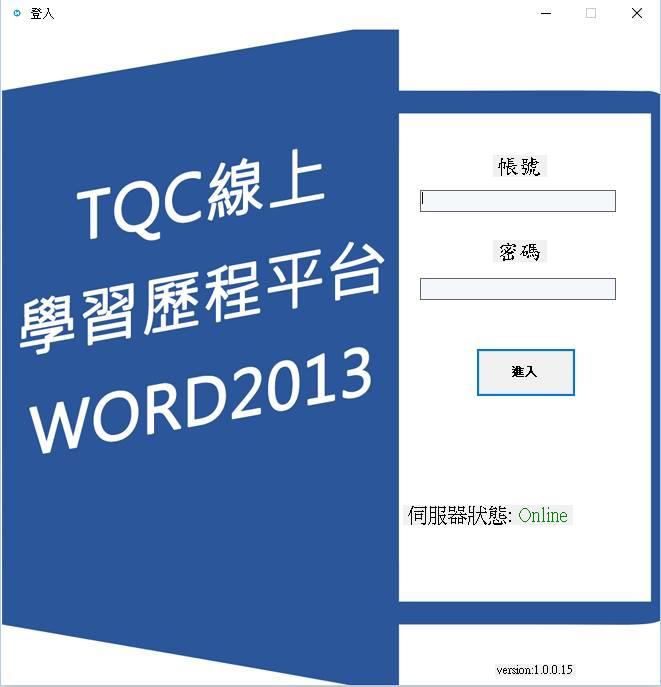 登入
TQC線上
學習歷程平台
WORD2013
帳號
密碼
進入
伺服器狀態: Online
version:1.0.0.15